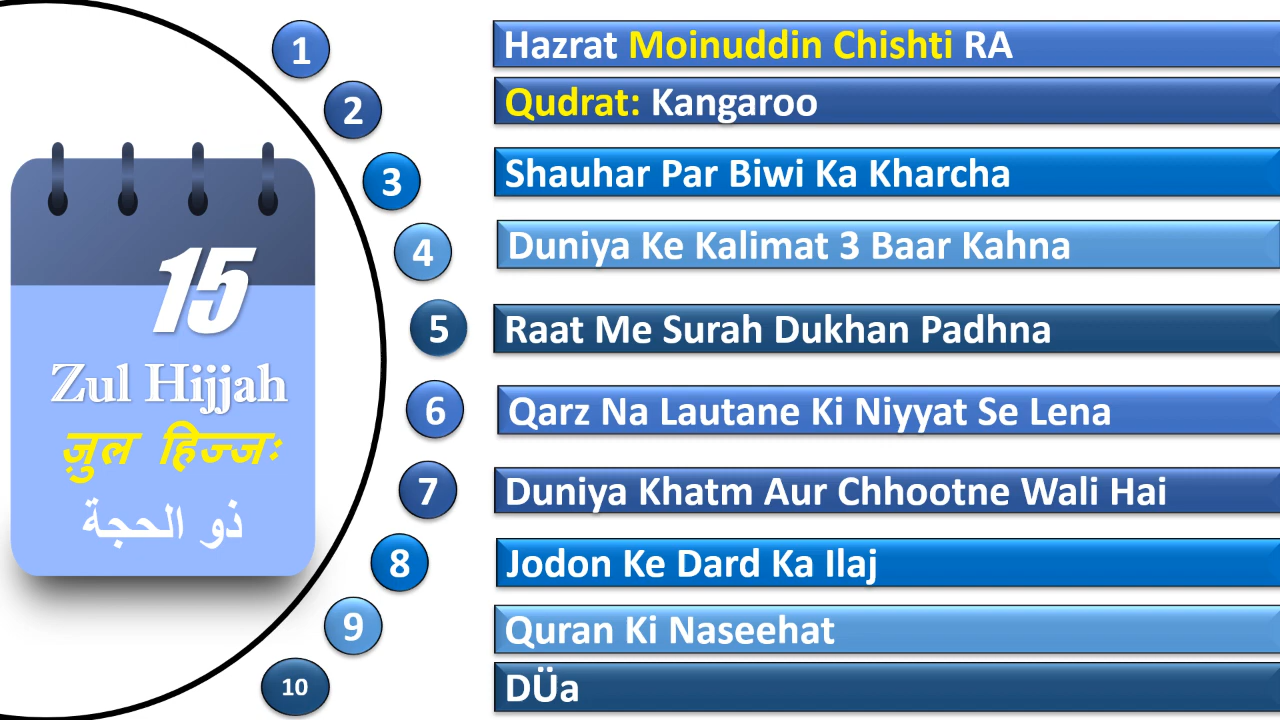 15
Zul Hijjah
ज़ुल हिज्जः
ذو الحجة
1 Hazrat Moinuddin Chishti RA
2 Qudrat: Kangaroo
3 Shauhar Par Biwi Ka Kharcha
4 Duniya Ke Kalimat 3 Baar Kahna
5 Raat Me Surah Dukhan Padhna
6 Qarz Na Lautane Ki Niyyat Se Lena
7 Duniya Khatm Aur Chhootne Wali Hai
8 Jodon Ke Dard Ka Ilaj
9 Quran Ki Naseehat
10 DÜa